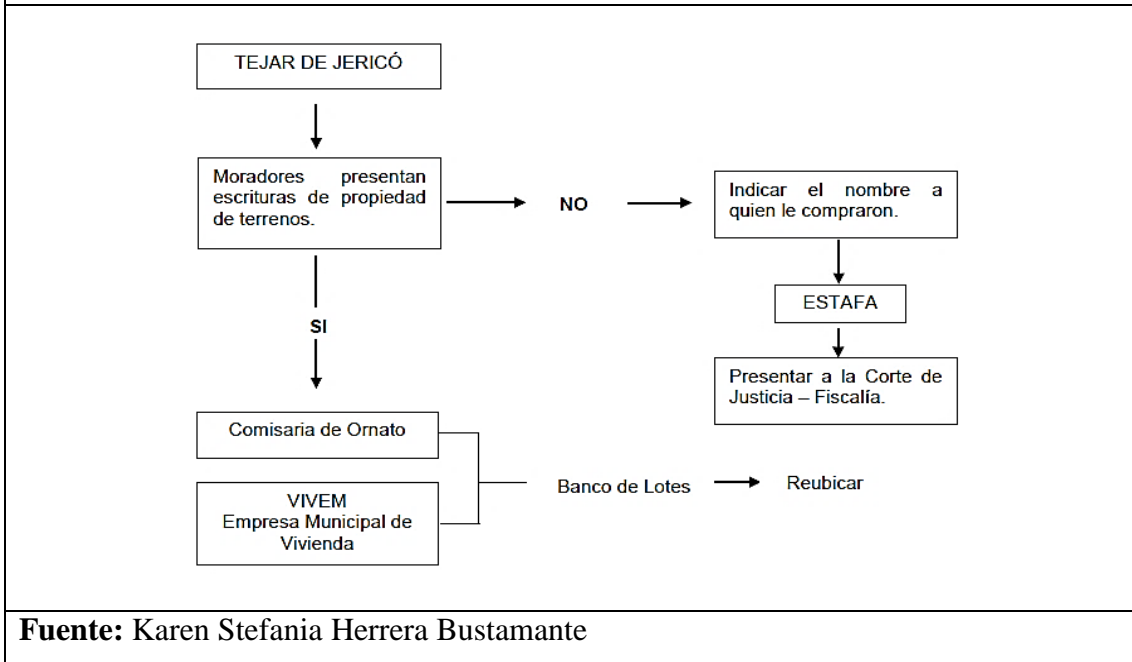 TEJAR DE JERICÓ
Moradores presentan
escrituras de propiedad
de terrenos.
NO
Indicar el nombre a
quien le compraron.
ESTAFA
Presentar a la Corte de
Justicia – Fiscalía.
SI
Comisaria de Ornato
VIVEM
Empresa Municipal de
Vivienda
Banco de Lotes
Reubicar
Fuente: Karen Stefania Herrera Bustamante